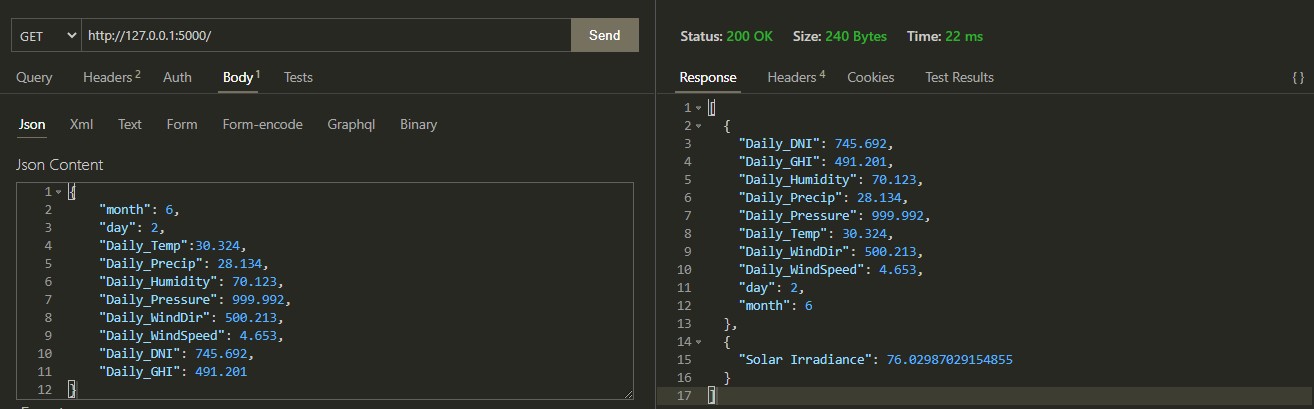 GET http://127.0.0.1:5000/ Send
Query Headers 2 Auth Body 1 Tests
Json Xml Text Form Form-encode Graphql Binary
Json Content
1 {
2 "month": 6,
3 "day": 2,
4 "Daily_Temp":30.324,
5 "Daily_Precip": 28.134,
6 "Daily_Humidity": 70.123,
7 "Daily_Pressure": 999.992,
8 "Daily_WindDir": 500.213,
9 "Daily_WindSpeed": 4.653,
10 "Daily_DNI": 745.692,
11 "Daily_GHI": 491.201
12 }
Status: 200 OK Size: 240 Bytes Time: 22 ms
Response Headers 4 Cookies Test Results {}
1 [
2 {
3 "Daily_DNI": 745.692,
4 "Daily_GHI": 491.201,
5 "Daily_Humidity": 70.123,
6 "Daily_Precip": 28.134,
7 "Daily_Pressure": 999.992,
8 "Daily_Temp": 30.324,
9 "Daily_WindDir": 500.213,
10 "Daily_WindSpeed": 4.653,
11 "day": 2,
12 "month": 6
13 },
14 {
15 "Solar Irradiance": 76.02987029154855
16 }
17 ]